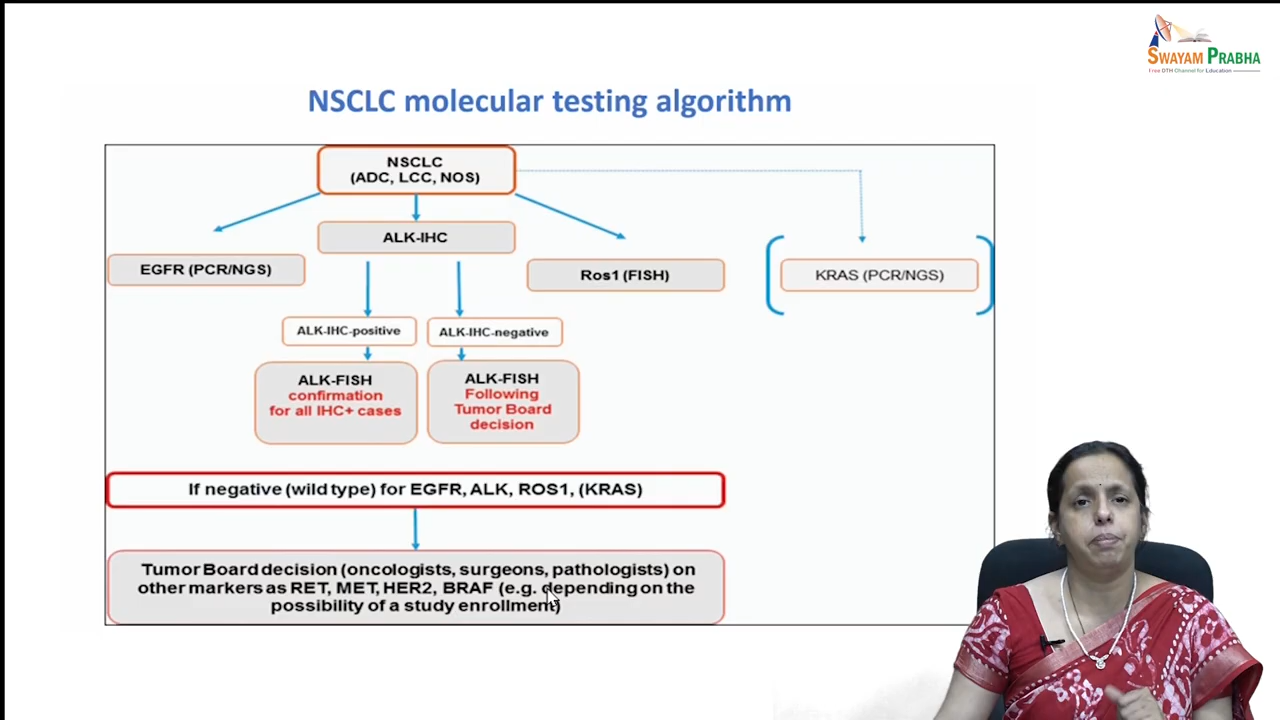 SWAYAM PRABHA
Free DTH Channel for Education
NSCLC molecular testing algorithm
NSCLC
(ADC, LCC, NOS)
ALK-IHC
EGFR (PCR/NGS)
Ros1 (FISH)
KRAS (PCR/NGS)
ALK-IHC-positive
ALK-IHC-negative
ALK-FISH
confirmation
for all IHC+ cases
ALK-FISH
Following
Tumor Board
decision
If negative (wild type) for EGFR, ALK, ROS1, (KRAS)
Tumor Board decision (oncologists, surgeons, pathologists) on
other markers as RET, MET, HER2, BRAF (e.g. depending on the
possibility of a study enrollment)